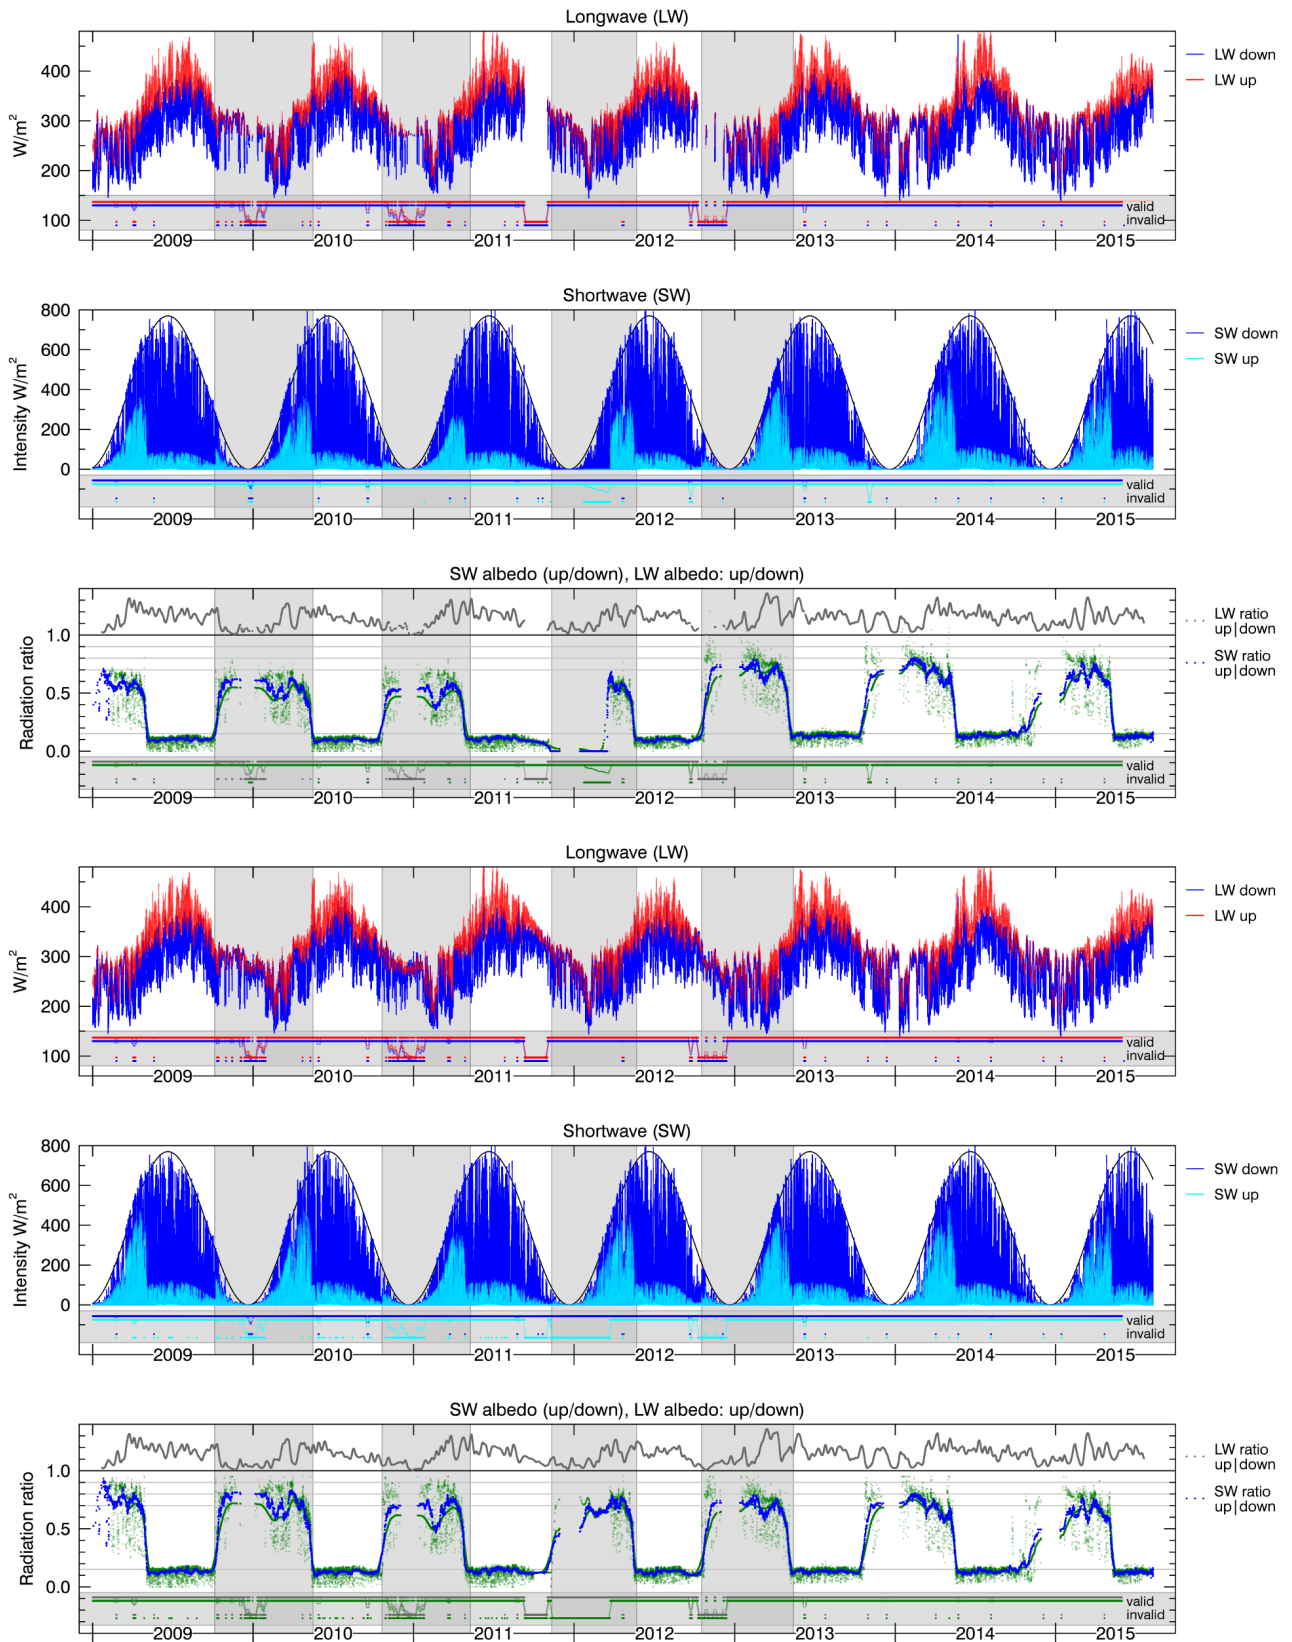 Longwave (LW)
W/m²
400
300
200
100
LW down
LW up
valid
invalid
2009 2010 2011 2012 2013 2014 2015
Shortwave (SW)
Intensity W/m²
800
600
400
200
0
SW down
SW up
valid
invalid
2009 2010 2011 2012 2013 2014 2015
SW albedo (up/down), LW albedo: up/down)
Radiation ratio
1.0
0.5
0.0
LW ratio
up|down
SW ratio
up|down
valid
invalid
2009 2010 2011 2012 2013 2014 2015
Longwave (LW)
W/m²
400
300
200
100
LW down
LW up
valid
invalid
2009 2010 2011 2012 2013 2014 2015
Shortwave (SW)
Intensity W/m²
800
600
400
200
0
SW down
SW up
valid
invalid
2009 2010 2011 2012 2013 2014 2015
SW albedo (up/down), LW albedo: up/down)
Radiation ratio
1.0
0.5
0.0
LW ratio
up|down
SW ratio
up|down
valid
invalid
2009 2010 2011 2012 2013 2014 2015